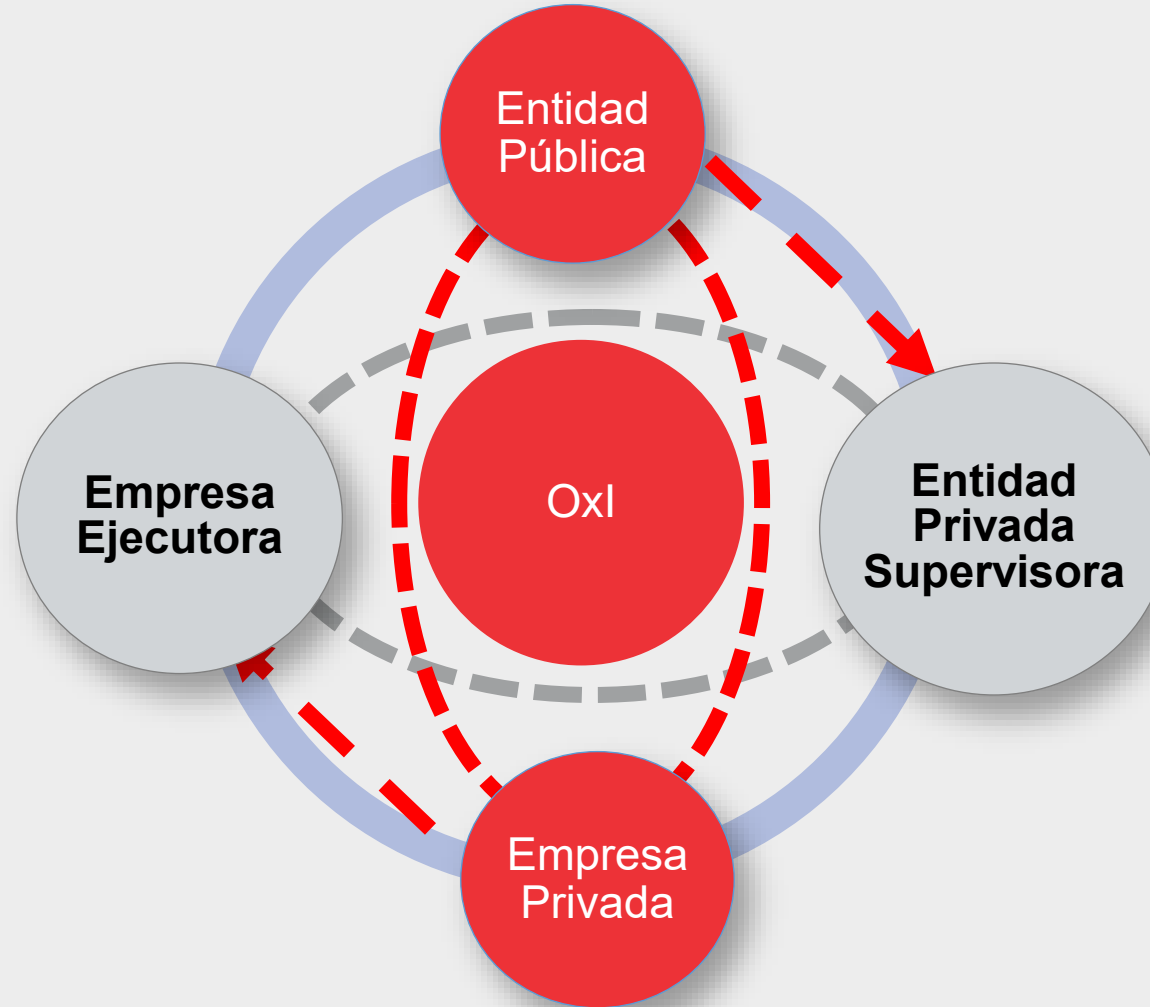 Entidad
Pública
Empresa
Ejecutora
OxI
Entidad
Privada
Supervisora
Empresa
Privada